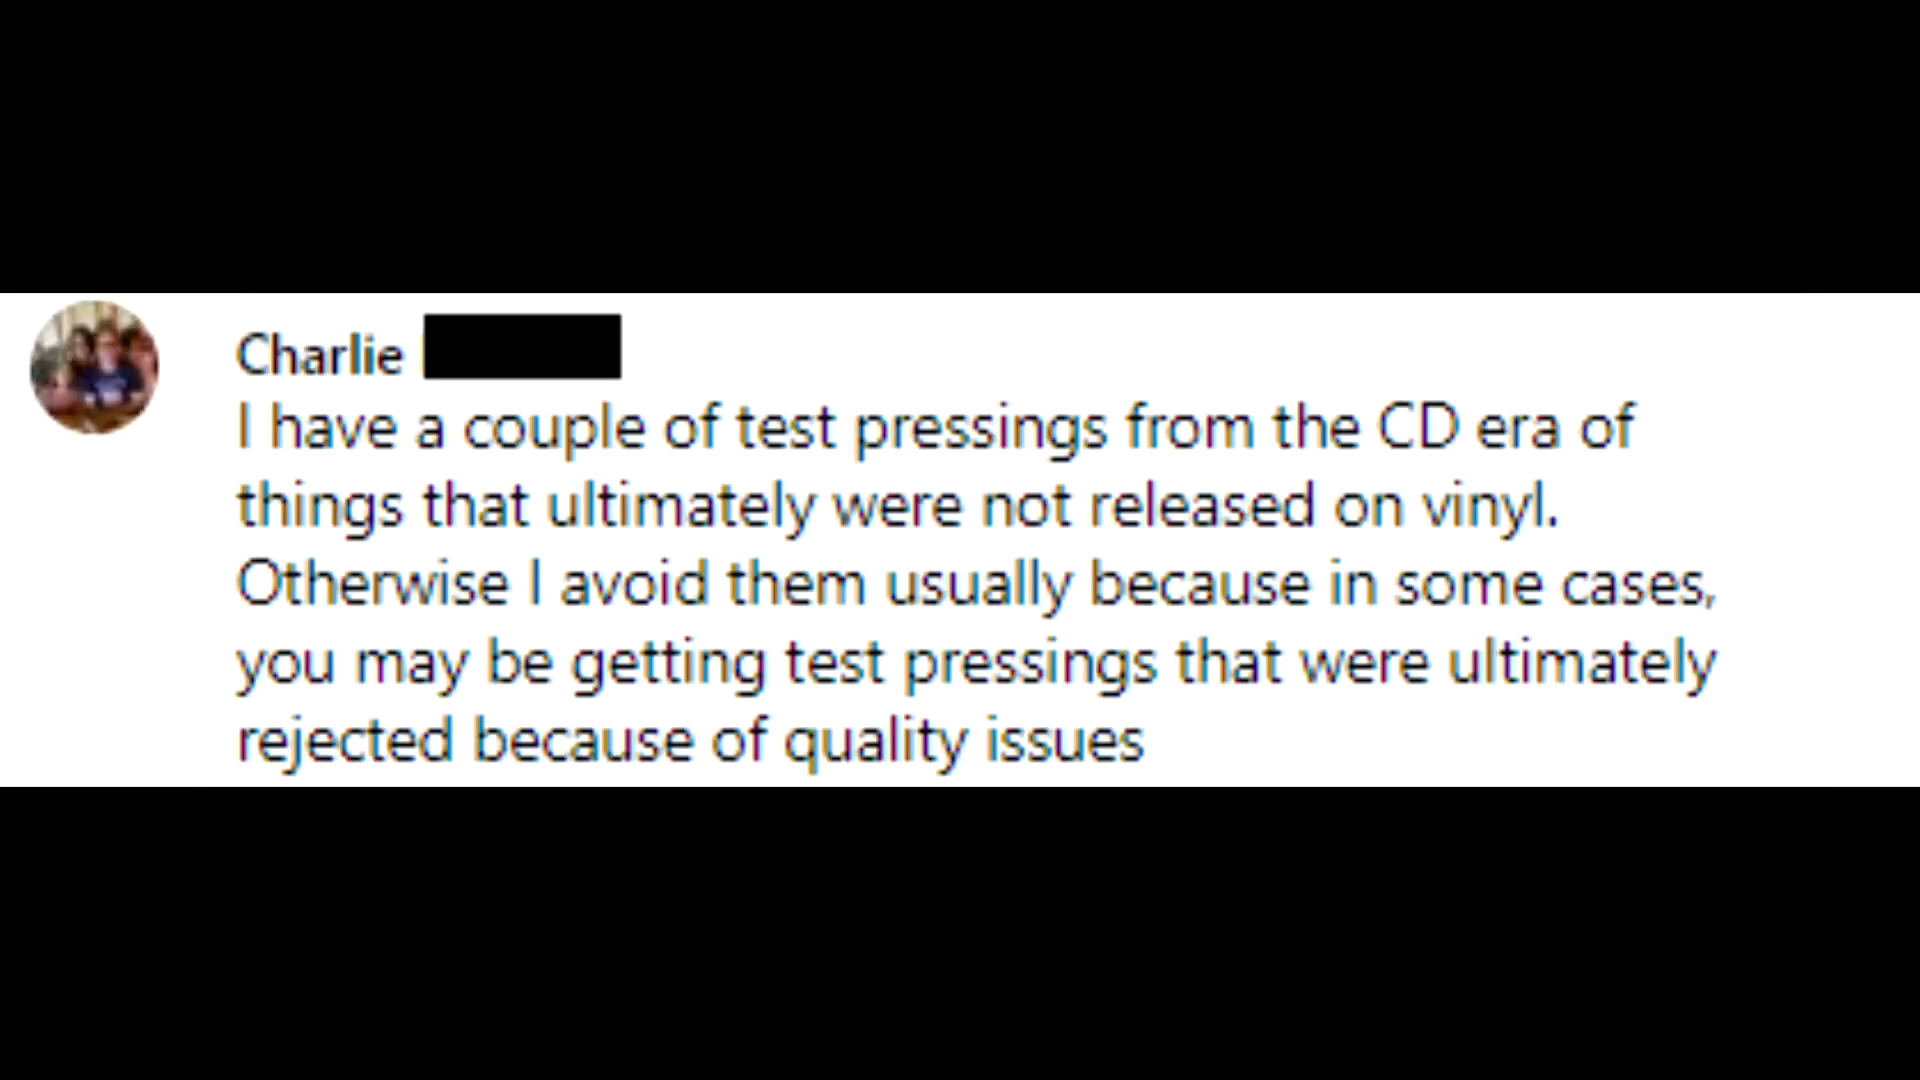 Charlie
I have a couple of test pressings from the CD era of
things that ultimately were not released on vinyl.
Otherwise I avoid them usually because in some cases,
you may be getting test pressings that were ultimately
rejected because of quality issues